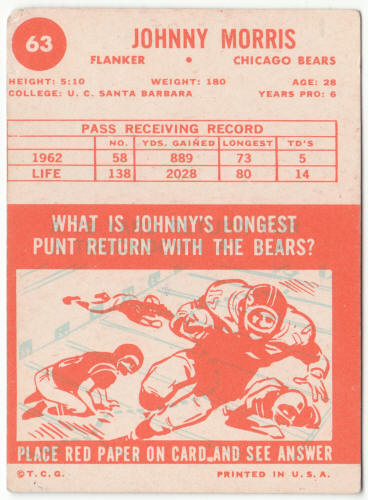 63
JOHNNY MORRIS
FLANKER • CHICAGO BEARS
HEIGHT: 5:10 WEIGHT: 180 AGE: 28
COLLEGE: U. C. SANTA BARBARA YEARS PRO: 6
PASS RECEIVING RECORD
NO. YDS. GAINED LONGEST TD'S
1962 58 889 73 5
LIFE 138 2028 80 14
WHAT IS JOHNNY'S LONGEST
PUNT RETURN WITH THE BEARS?
PLACE RED PAPER ON CARD AND SEE ANSWER
© T.C.G. PRINTED IN U.S.A.